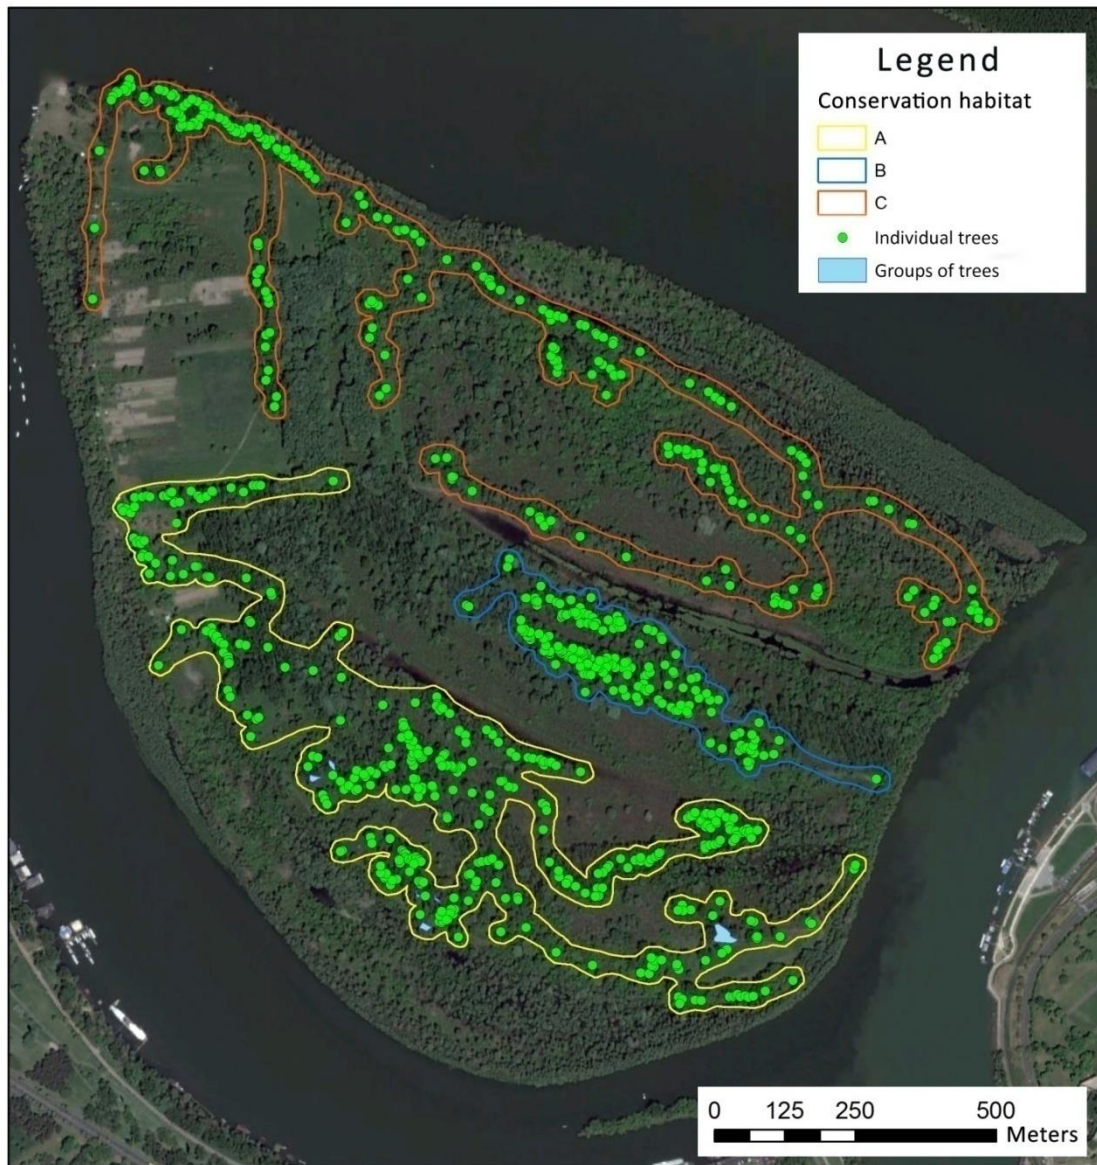 Legend
Conservation habitat
A
B
C
Individual trees
Groups of trees
0 125 250 500
Meters